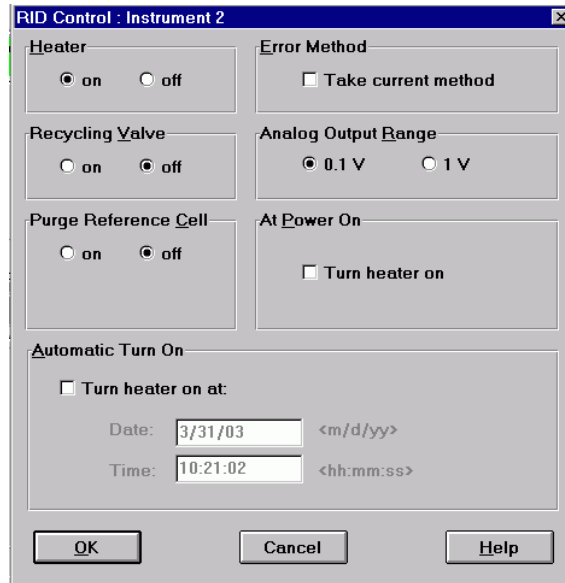 RID Control : Instrument 2
Heater
on off
Error Method
Take current method
Recycling Valve
on off
Analog Output Range
0.1 V 1 V
Purge Reference Cell
on off
At Power On
Turn heater on
Automatic Turn On
Turn heater on at:
Date: 3/31/03 <m/d/yy>
Time: 10:21:02 <hh:mm:ss>
OK Cancel Help